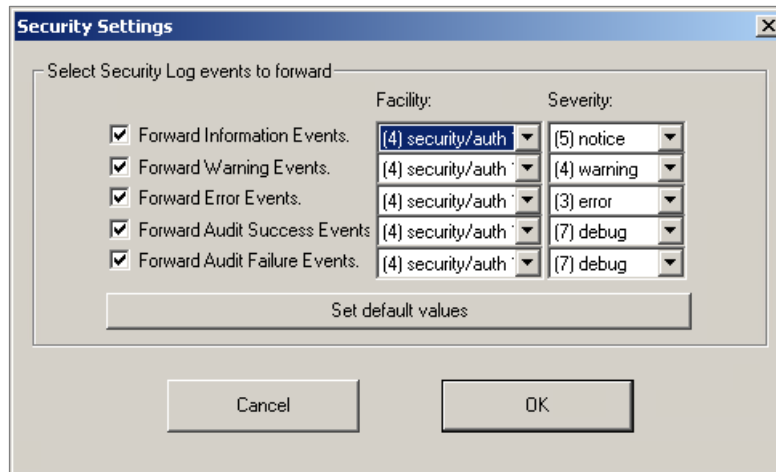 Security Settings
Select Security Log events to forward
Facility: Severity:
Forward Information Events. (4) security/auth (5) notice
Forward Warning Events. (4) security/auth (4) warning
Forward Error Events. (4) security/auth (3) error
Forward Audit Success Events (4) security/auth (7) debug
Forward Audit Failure Events. (4) security/auth (7) debug
Set default values
Cancel OK